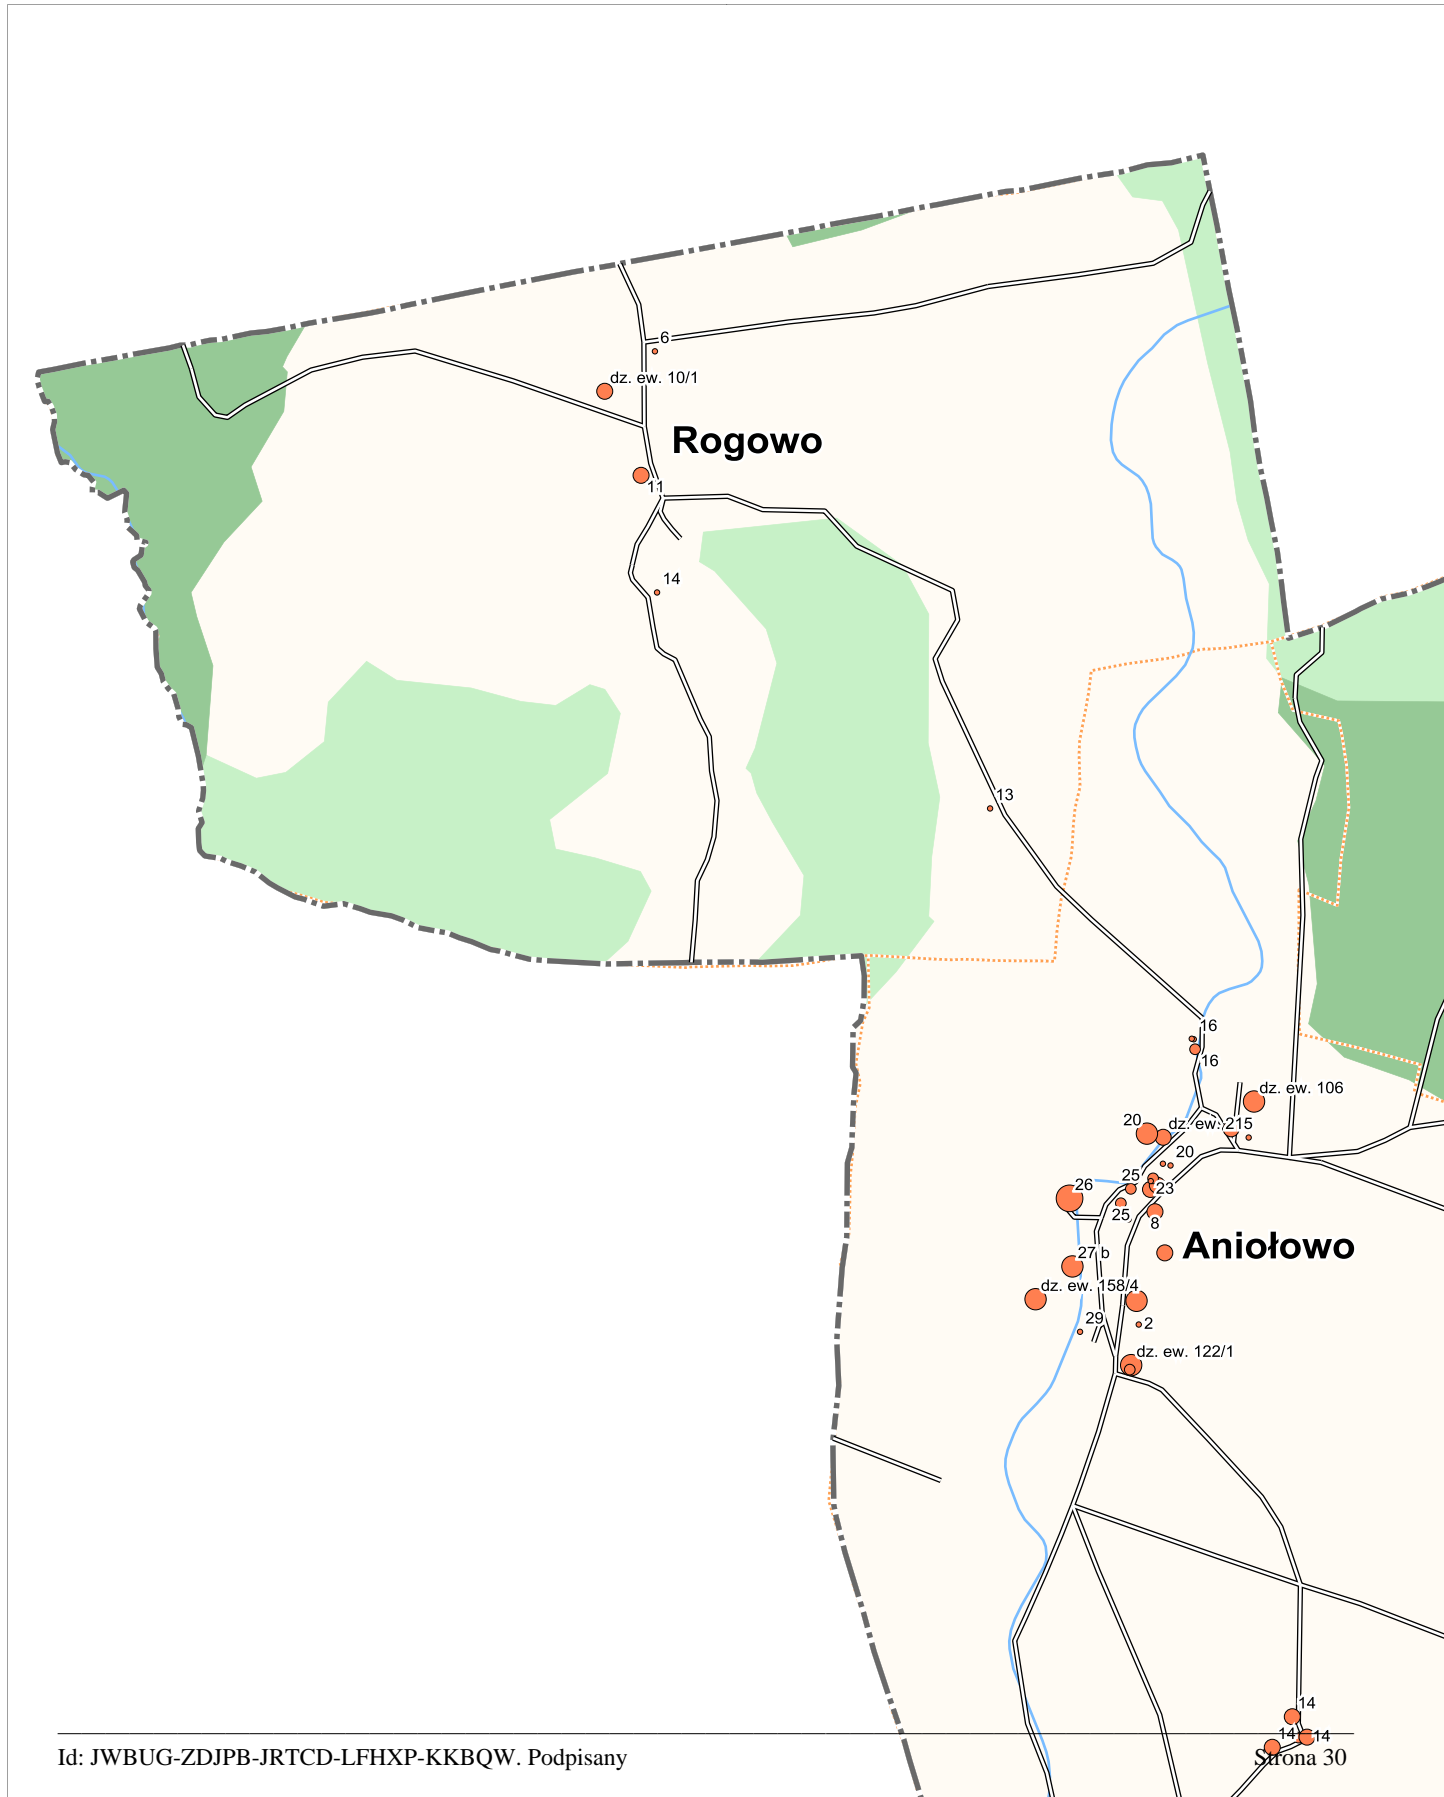 6
dz. ew. 10/1
Rogowo
11
14
13
16
16
dz. ew. 106
20
dz. ew. 215
20
25
26
23
25
8
Aniołowo
27 b
dz. ew. 158/4
29
2
dz. ew. 122/1
14
14
14
Id: JWBUG-ZDJPB-JRTCD-LFHXP-KKBQW. Podpisany
Strona 30